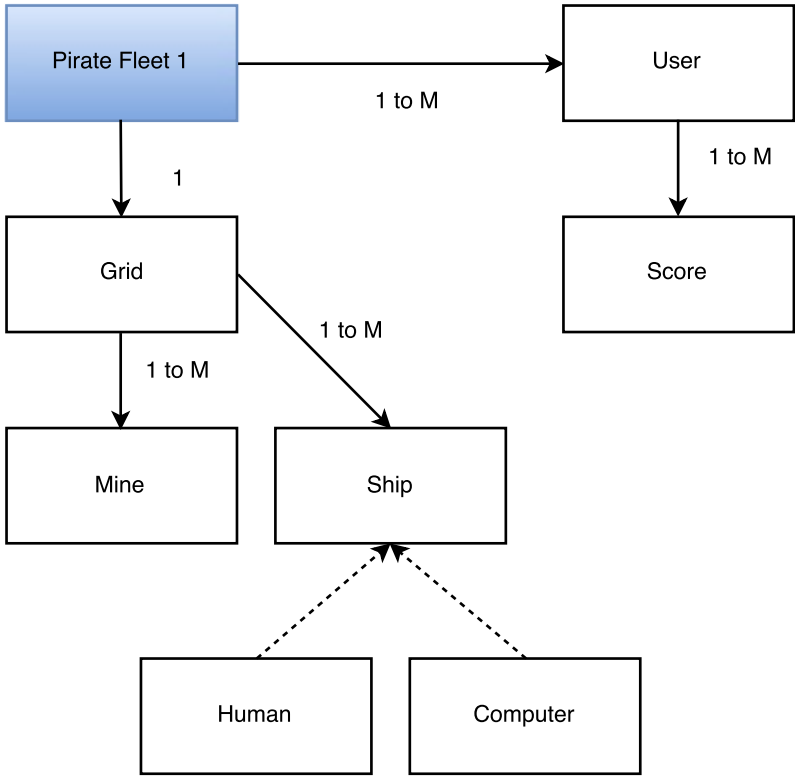 Pirate Fleet 1
User
1 to M
1 to M
1
Grid
Score
1 to M
1 to M
Mine
Ship
Human
Computer